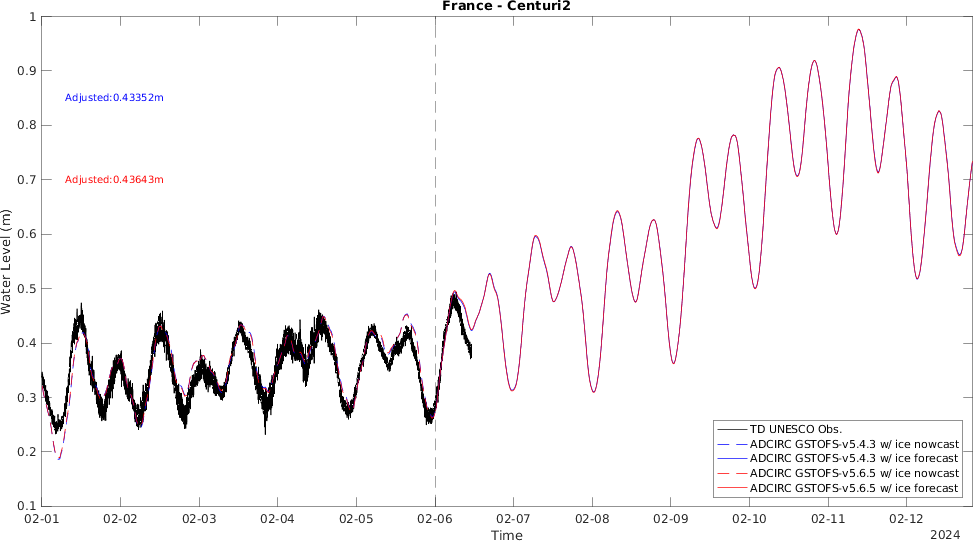 France - Centuri2
1
0.9
0.8
0.7
0.6
0.5
0.4
0.3
0.2
0.1
Water Level (m)
Adjusted:0.43352m
Adjusted:0.43643m
TD UNESCO Obs.
ADCIRC GSTOFS-v5.4.3 w/ ice nowcast
ADCIRC GSTOFS-v5.4.3 w/ ice forecast
ADCIRC GSTOFS-v5.6.5 w/ ice nowcast
ADCIRC GSTOFS-v5.6.5 w/ ice forecast
02-01 02-02 02-03 02-04 02-05 02-06 02-07 02-08 02-09 02-10 02-11 02-12
Time
2024